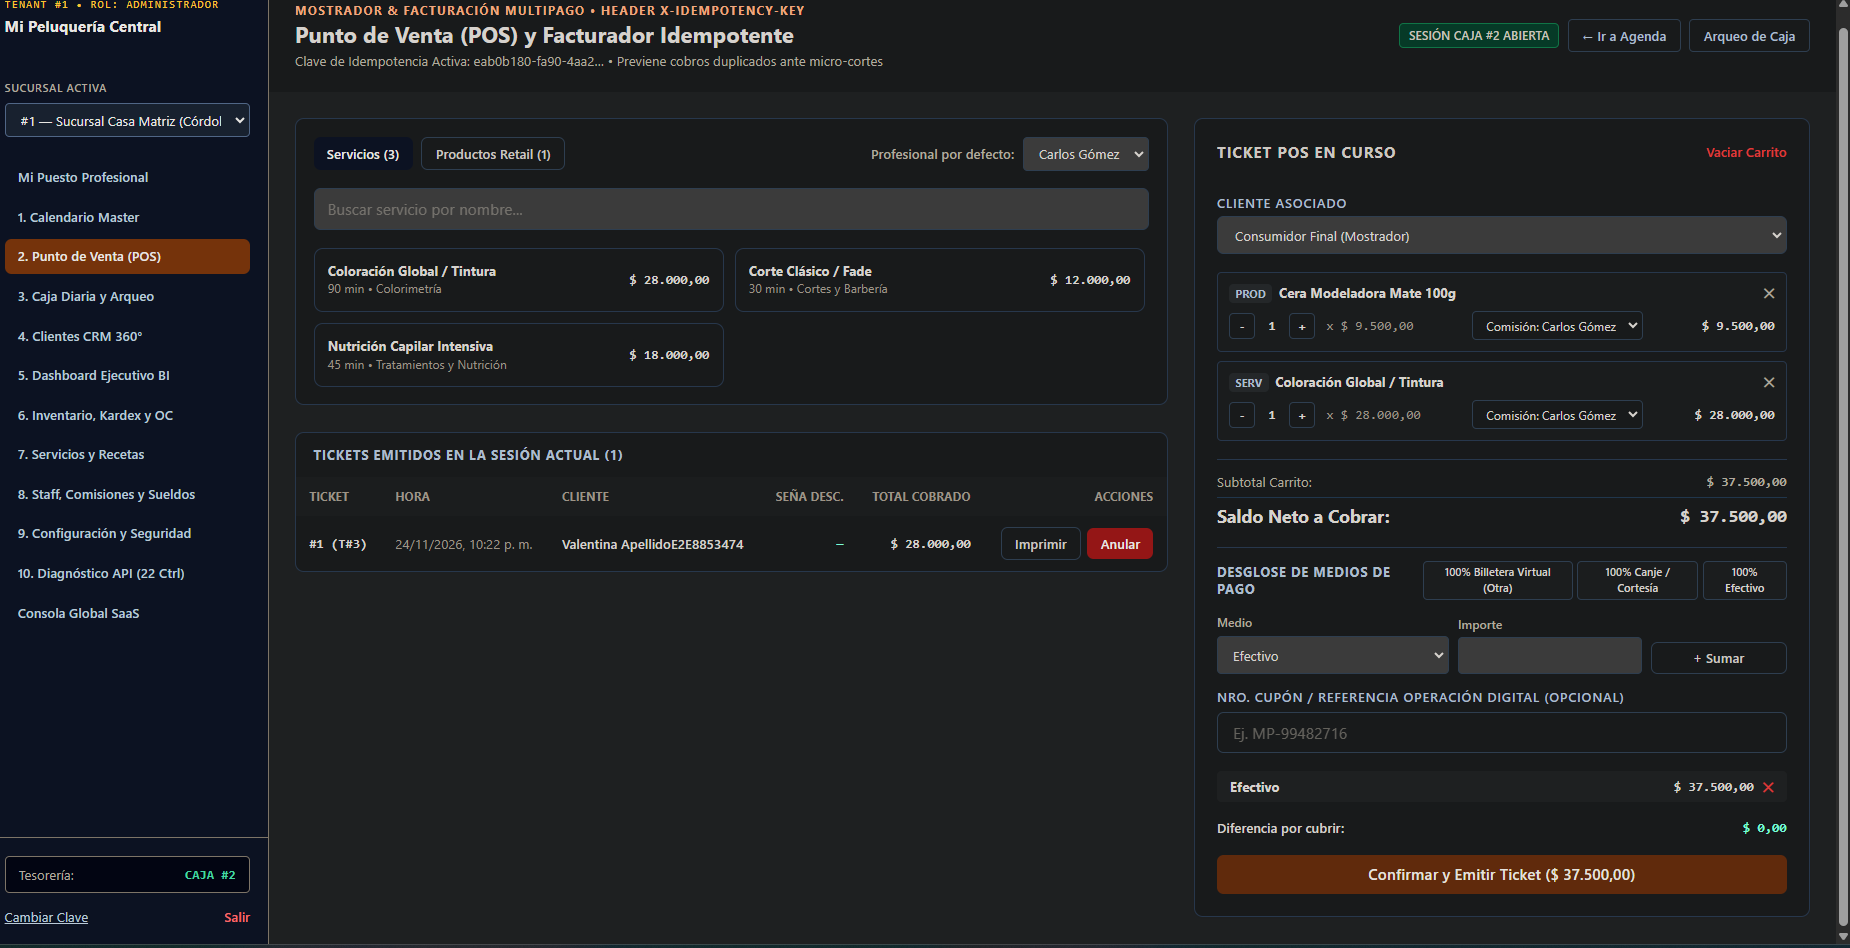 TENANT #1 • ROL: ADMINISTRADOR
Mi Peluquería Central
SUCURSAL ACTIVA
#1 — Sucursal Casa Matriz (Córdol
Mi Puesto Profesional
1. Calendario Master
2. Punto de Venta (POS)
3. Caja Diaria y Arqueo
4. Clientes CRM 360°
5. Dashboard Ejecutivo BI
6. Inventario, Kardex y OC
7. Servicios y Recetas
8. Staff, Comisiones y Sueldos
9. Configuración y Seguridad
10. Diagnóstico API (22 Ctrl)
Consola Global SaaS
Tesorería: CAJA #2
Cambiar Clave Salir
MOSTRADOR & FACTURACIÓN MULTIPAGO • HEADER X-IDEMPOTENCY-KEY
Punto de Venta (POS) y Facturador Idempotente
Clave de Idempotencia Activa: eab0b180-fa90-4aa2... • Previene cobros duplicados ante micro-cortes
SESIÓN CAJA #2 ABIERTA
← Ir a Agenda
Arqueo de Caja
Servicios (3)
Productos Retail (1)
Profesional por defecto: Carlos Gómez
Buscar servicio por nombre...
Coloración Global / Tintura
90 min • Colorimetría
$ 28.000,00
Corte Clásico / Fade
30 min • Cortes y Barbería
$ 12.000,00
Nutrición Capilar Intensiva
45 min • Tratamientos y Nutrición
$ 18.000,00
TICKETS EMITIDOS EN LA SESIÓN ACTUAL (1)
TICKET HORA CLIENTE SEÑA DESC. TOTAL COBRADO ACCIONES
#1 (T#3) 24/11/2026, 10:22 p. m. Valentina ApellidoE2E8853474 — $ 28.000,00 Imprimir Anular
TICKET POS EN CURSO
Vaciar Carrito
CLIENTE ASOCIADO
Consumidor Final (Mostrador)
PROD Cera Modeladora Mate 100g ×
- 1 + x $ 9.500,00 Comisión: Carlos Gómez $ 9.500,00
SERV Coloración Global / Tintura ×
- 1 + x $ 28.000,00 Comisión: Carlos Gómez $ 28.000,00
Subtotal Carrito: $ 37.500,00
Saldo Neto a Cobrar: $ 37.500,00
DESGLOSE DE MEDIOS DE
PAGO
100% Billetera Virtual
(Otra)
100% Canje /
Cortesía
100%
Efectivo
Medio
Efectivo
Importe
+ Sumar
NRO. CUPÓN / REFERENCIA OPERACIÓN DIGITAL (OPCIONAL)
Ej. MP-99482716
Efectivo $ 37.500,00 ×
Diferencia por cubrir: $ 0,00
Confirmar y Emitir Ticket ($ 37.500,00)